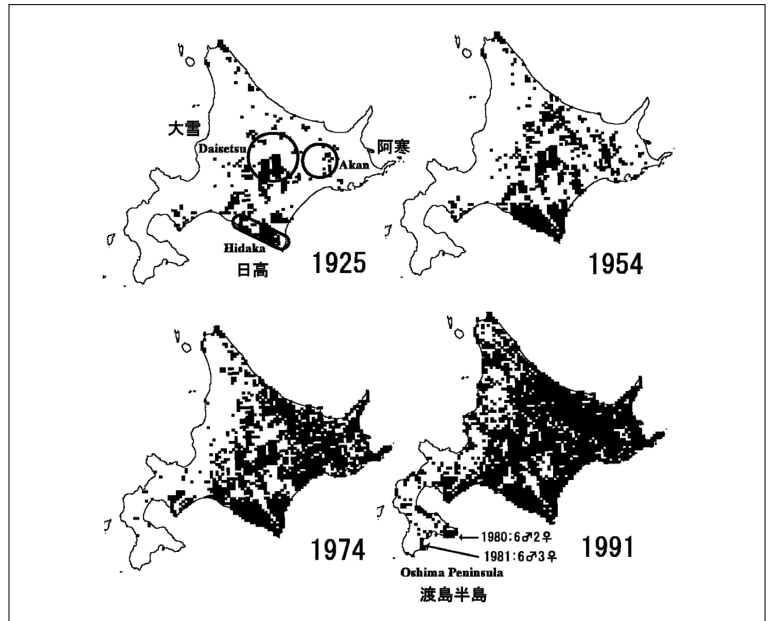 大雪
Daisetsu
阿寒
Akan
Hidaka
日高
1925
1954
1974
1991
1980:6♂2♀
1981:6♂3♀
Oshima Peninsula
渡島半島